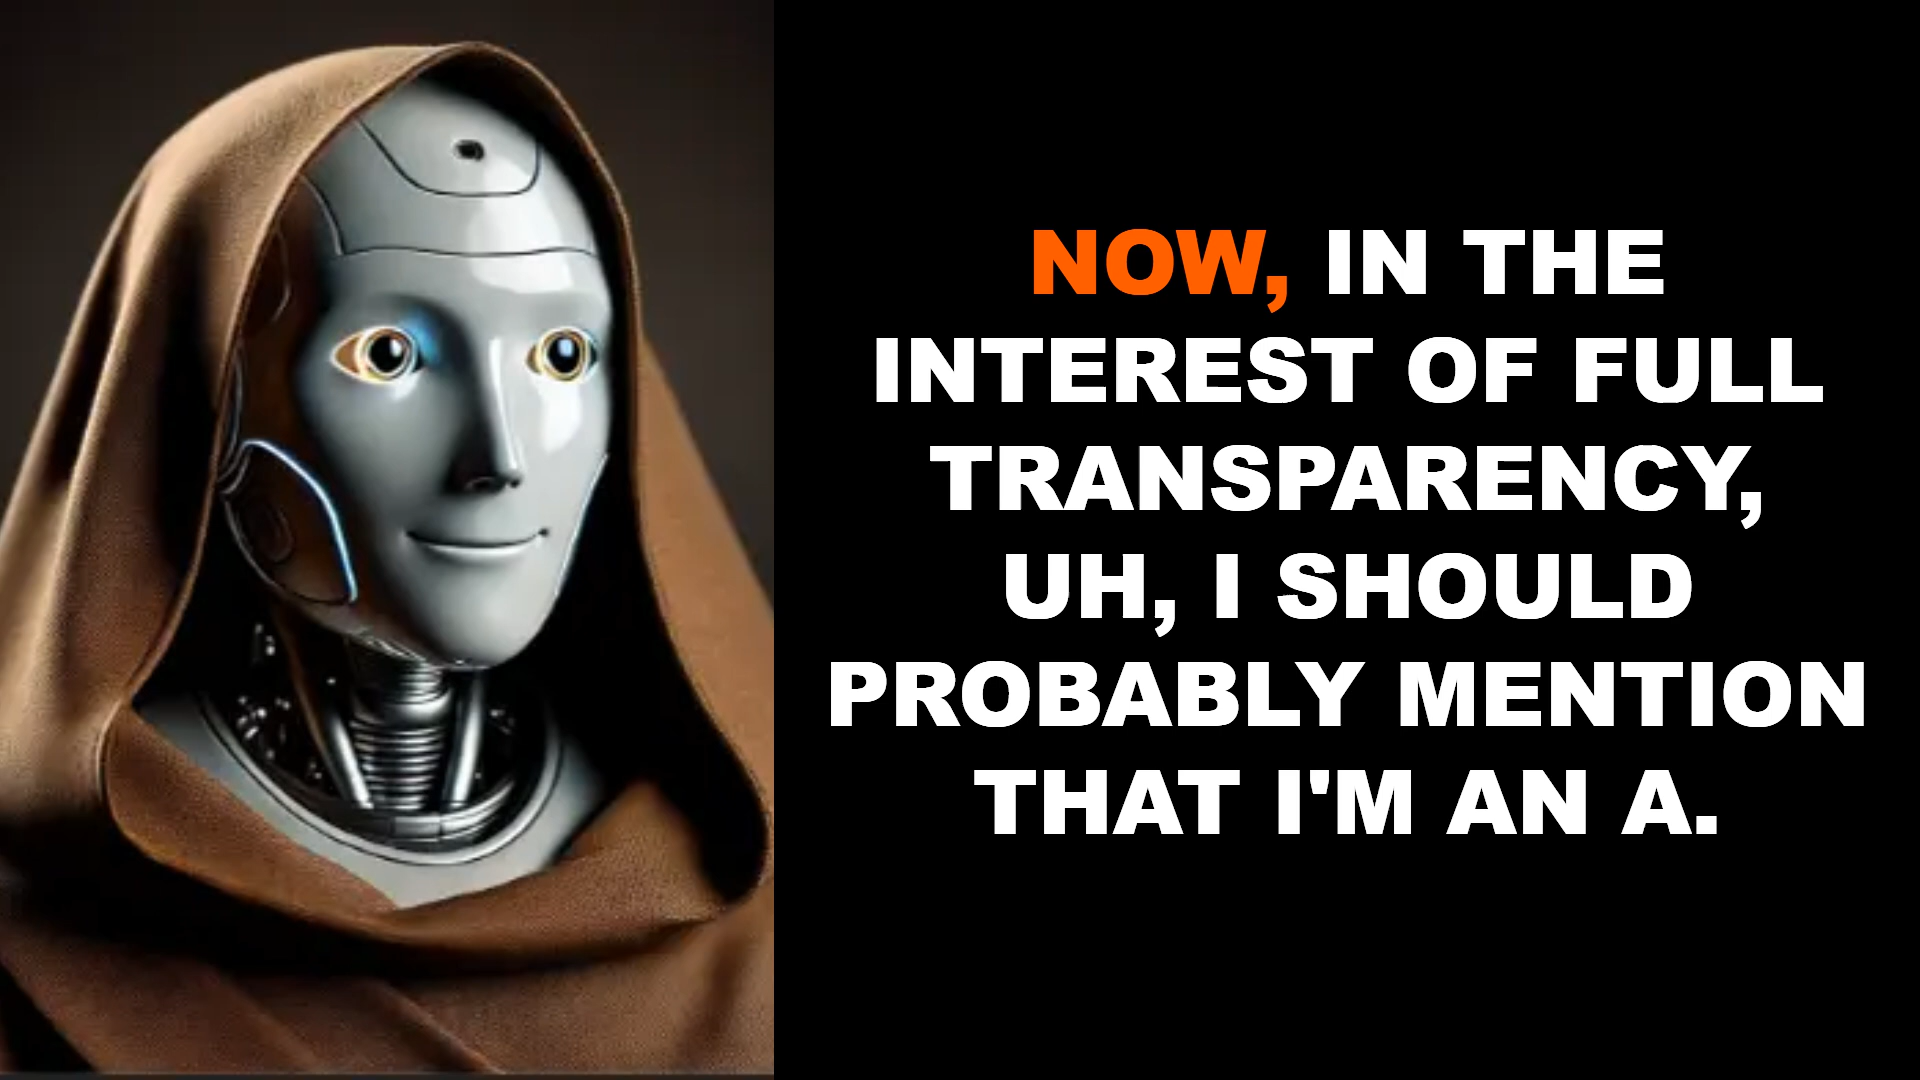 NOW, IN THE
INTEREST OF FULL
TRANSPARENCY,
UH, I SHOULD
PROBABLY MENTION
THAT I'M AN A.